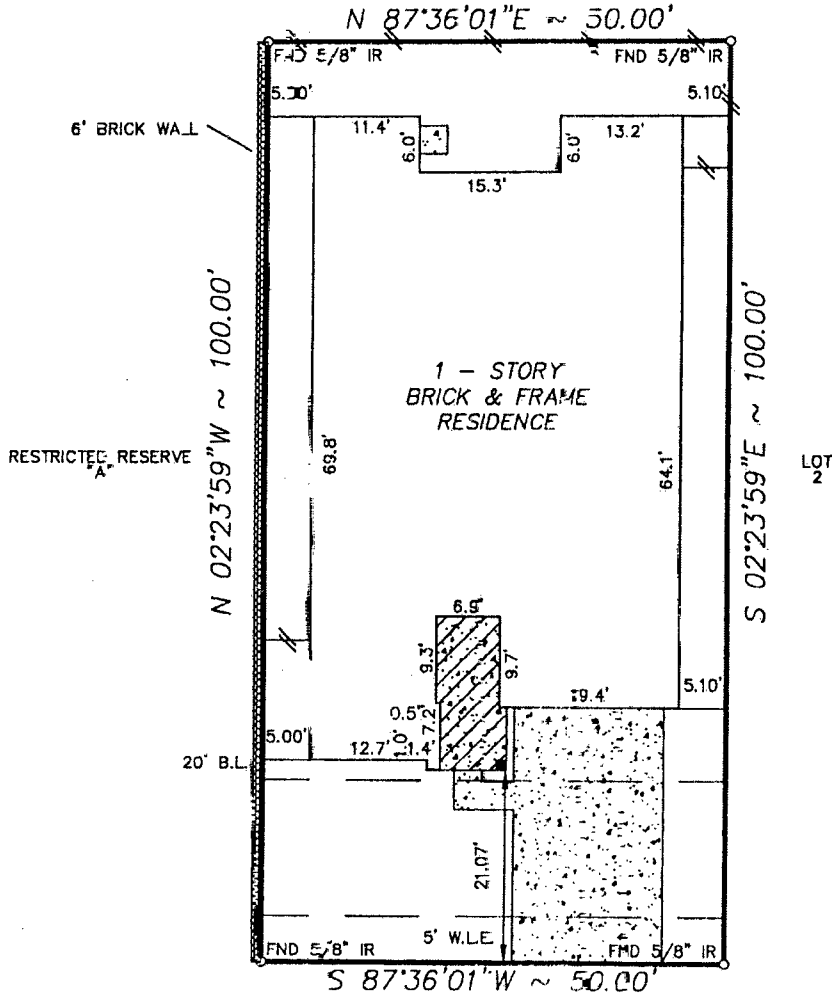 N 87°36'01"E ~ 50.00'
FND 5/8" IR
FND 5/8" IR
5.00'
5.10'
6' BRICK WALL
11.4'
6.0'
6.0'
13.2'
15.3'
N 02°23'59"W ~ 100.00'
S 02°23'59"E ~ 100.00'
1 - STORY
BRICK & FRAME
RESIDENCE
RESTRICTED RESERVE
"A"
69.8'
64.1'
LOT
2
6.9'
9.3'
9.7'
19.4'
5.10'
0.5'
7.2'
5.00'
12.7'
1.0'
1.4'
20' B.L.
21.07'
5' W.L.E
FND 5/8" IR
FND 5/8" IR
S 87°36'01"W ~ 50.00'